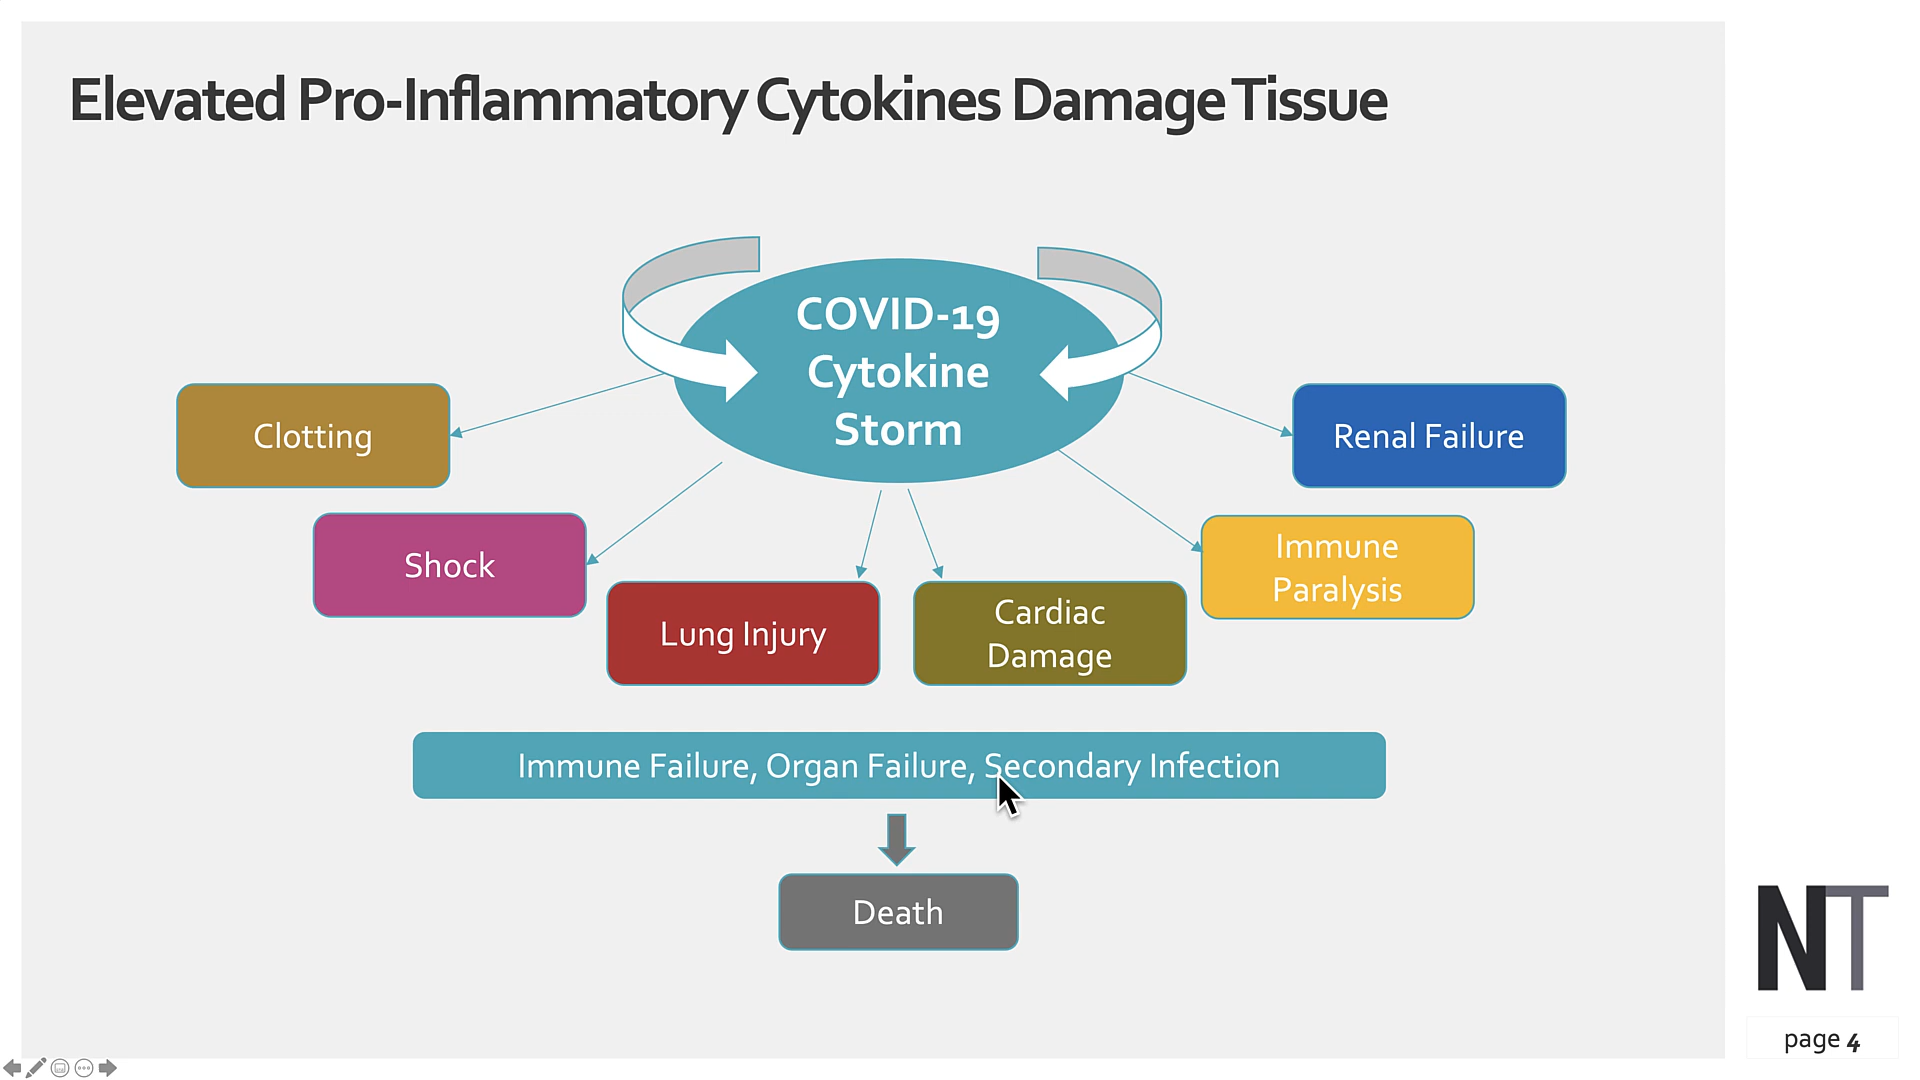 Elevated Pro-Inflammatory Cytokines Damage Tissue
COVID-19
Cytokine
Storm
Clotting
Renal Failure
Shock
Immune
Paralysis
Lung Injury
Cardiac
Damage
Immune Failure, Organ Failure, Secondary Infection
Death
NT
page 4